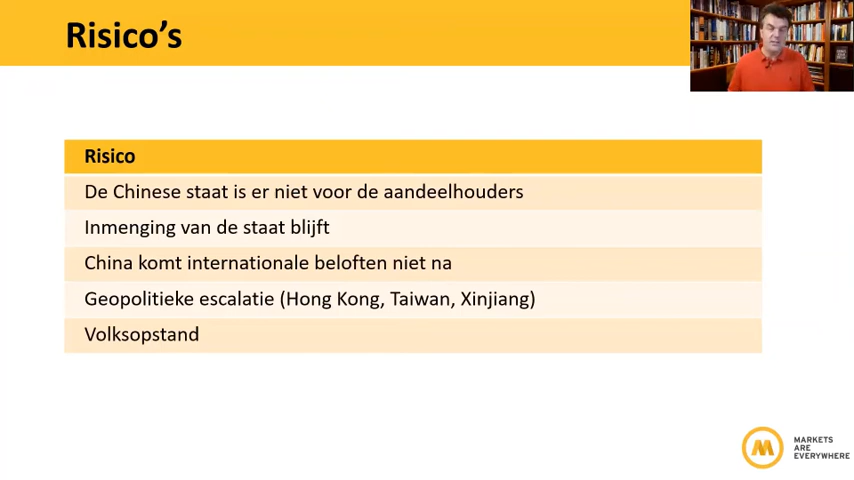 Risico's
Risico
De Chinese staat is er niet voor de aandeelhouders
Inmenging van de staat blijft
China komt internationale beloften niet na
Geopolitieke escalatie (Hong Kong, Taiwan, Xinjiang)
Volksopstand
M
MARKETS
ARE
EVERYWHERE